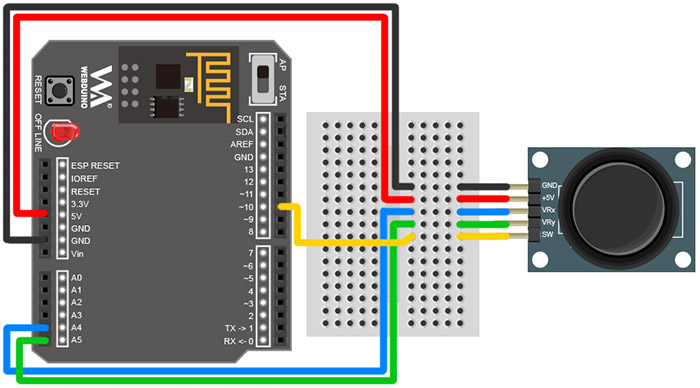 AP
STA
RESET
WEBDUINO
OFF LINE
ESP RESET
IOREF
RESET
3.3V
5V
GND
GND
Vin
A0
A1
A2
A3
A4
A5
SCL
SDA
AREF
GND
13
12
~11
~10
~9
8
7
~6
~5
4
~3
2
TX -> 1
RX <- 0
GND
+5V
VRx
VRy
SW